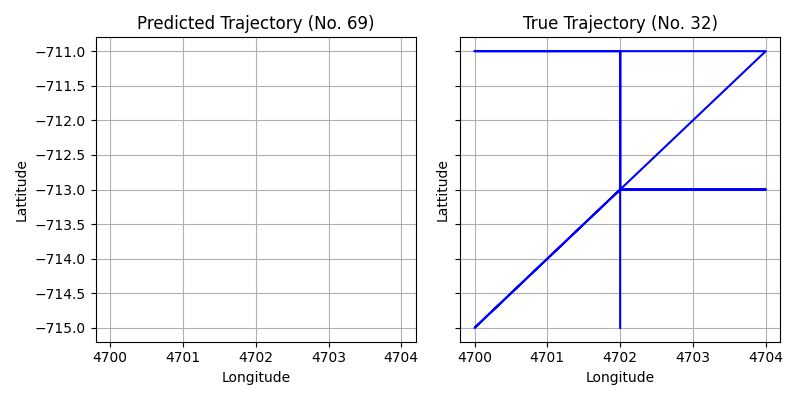 Predicted Trajectory (No. 69)
True Trajectory (No. 32)
Lattitude
−711.0
−711.5
−712.0
−712.5
−713.0
−713.5
−714.0
−714.5
−715.0
4700 4701 4702 4703 4704
Longitude
Lattitude
4700 4701 4702 4703 4704
Longitude